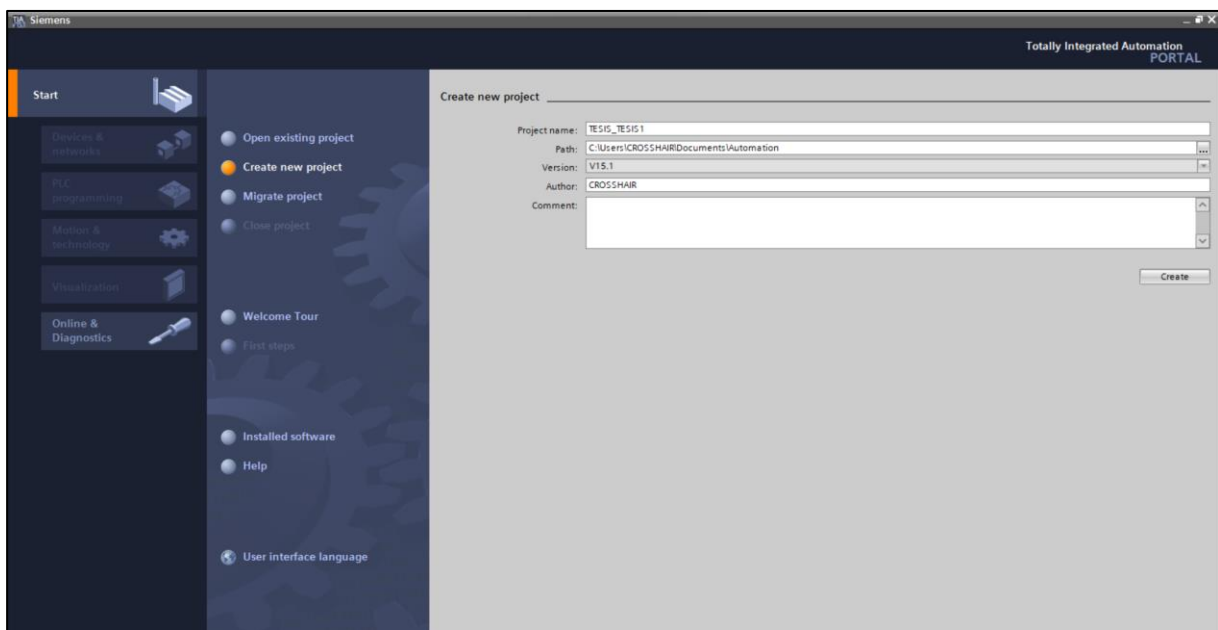 Siemens
Totally Integrated Automation
PORTAL
Start
Devices &
networks
PLC
programming
Motion &
technology
Visualization
Online &
Diagnostics
Open existing project
Create new project
Migrate project
Close project
Welcome Tour
First steps
Installed software
Help
User interface language
Create new project
Project name: TESIS_TESIS1
Path: C:\Users\CROSSHAIR\Documents\Automation
...
Version: V15.1
Author: CROSSHAIR
Comment:
Create